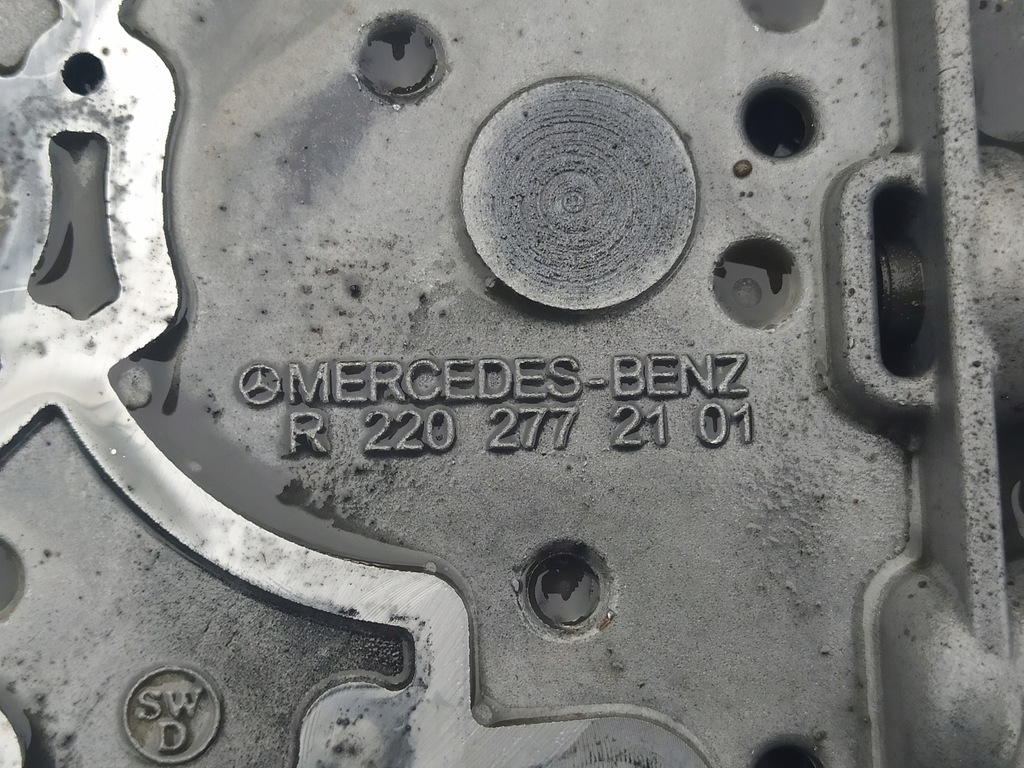 MERCEDES-BENZ
R 220 277 21 01
SW
D